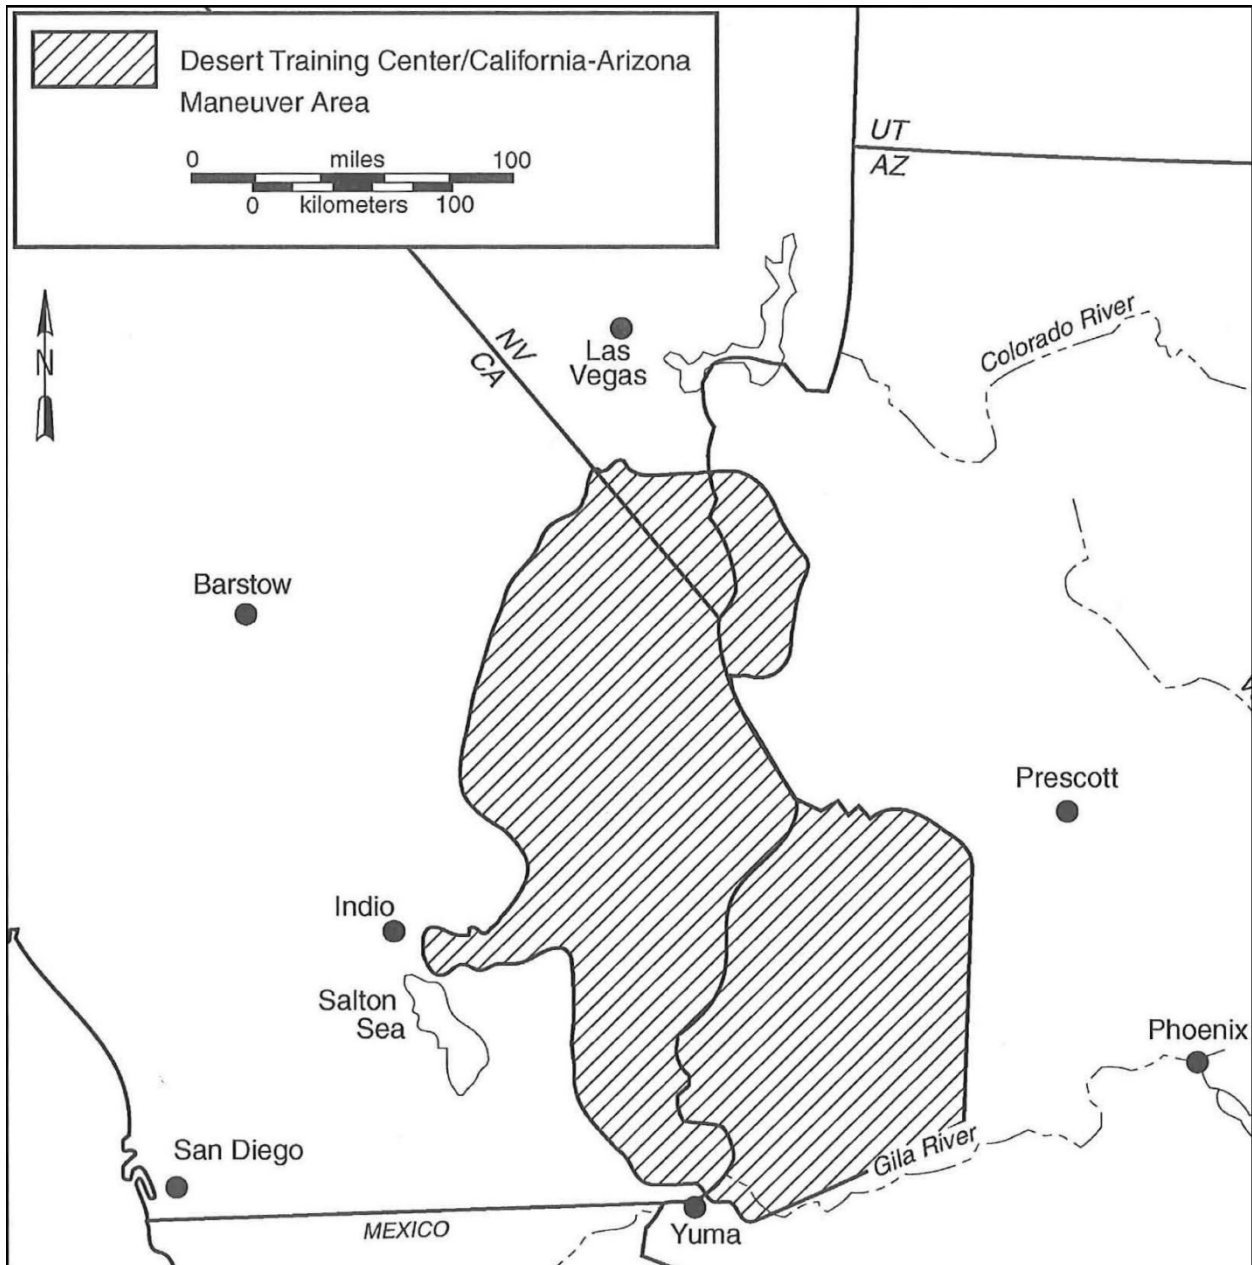 Desert Training Center/California-Arizona
Maneuver Area
0 miles 100
0 kilometers 100
UT
AZ
N
NV
CA
Las
Vegas
Colorado River
Barstow
Prescott
Indio
Salton
Sea
Phoenix
San Diego
Gila River
MEXICO
Yuma